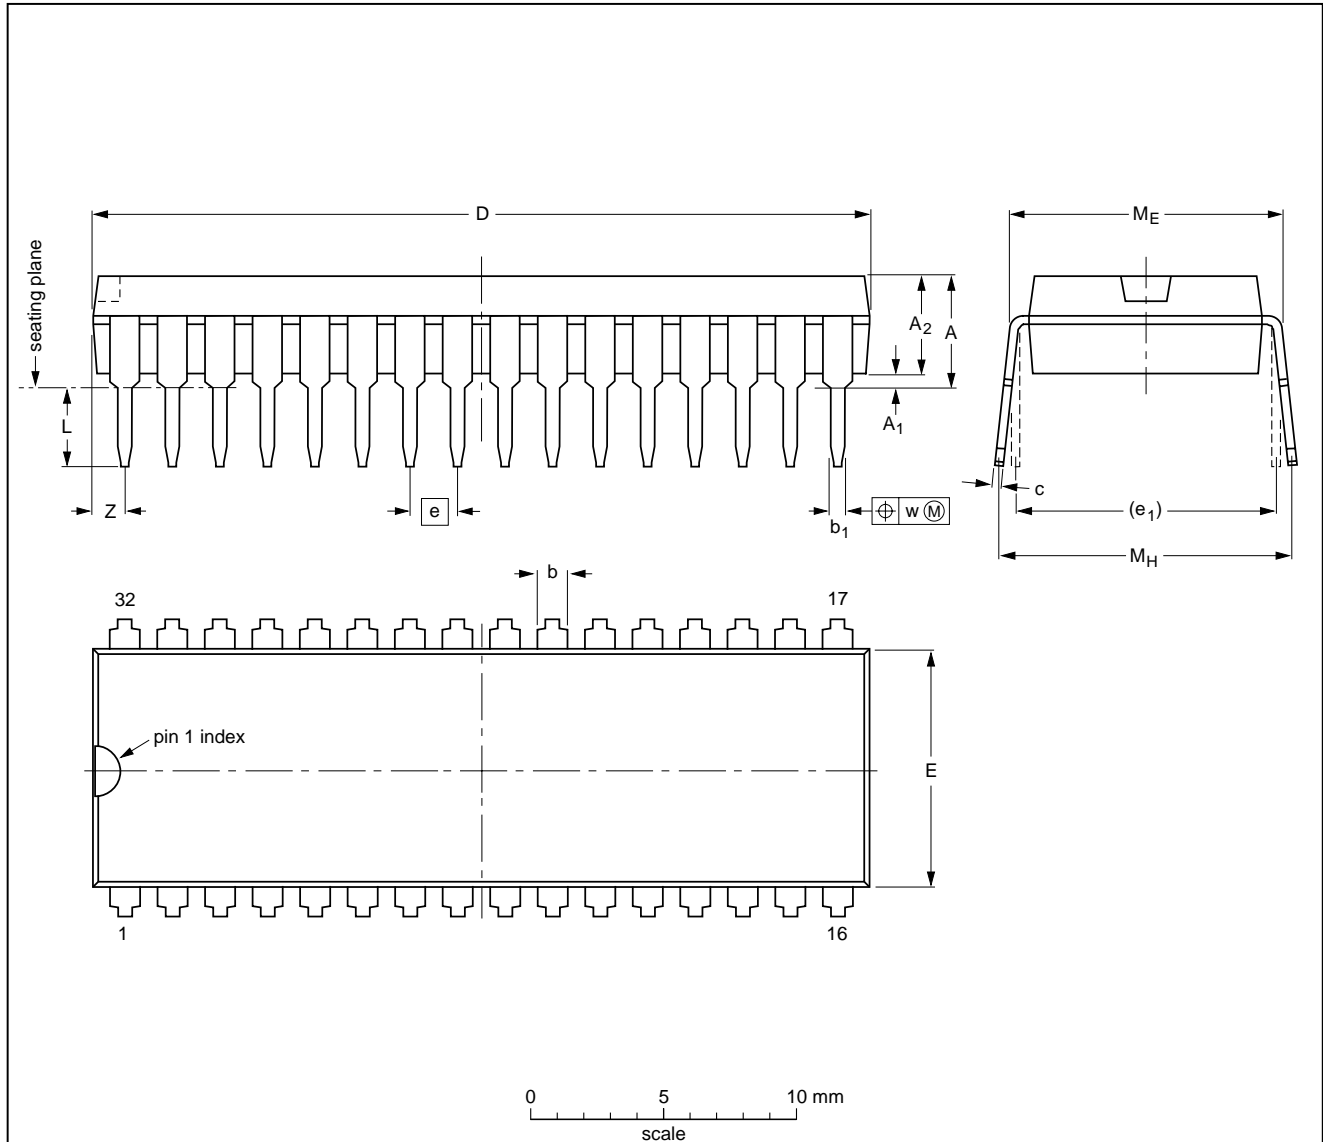 D
M_E
seating plane
A_2
A
L
A_1
Z
e
b_1
w M
c
(e_1)
M_H
b
32
17
pin 1 index
E
1
16
0
5
10 mm
scale